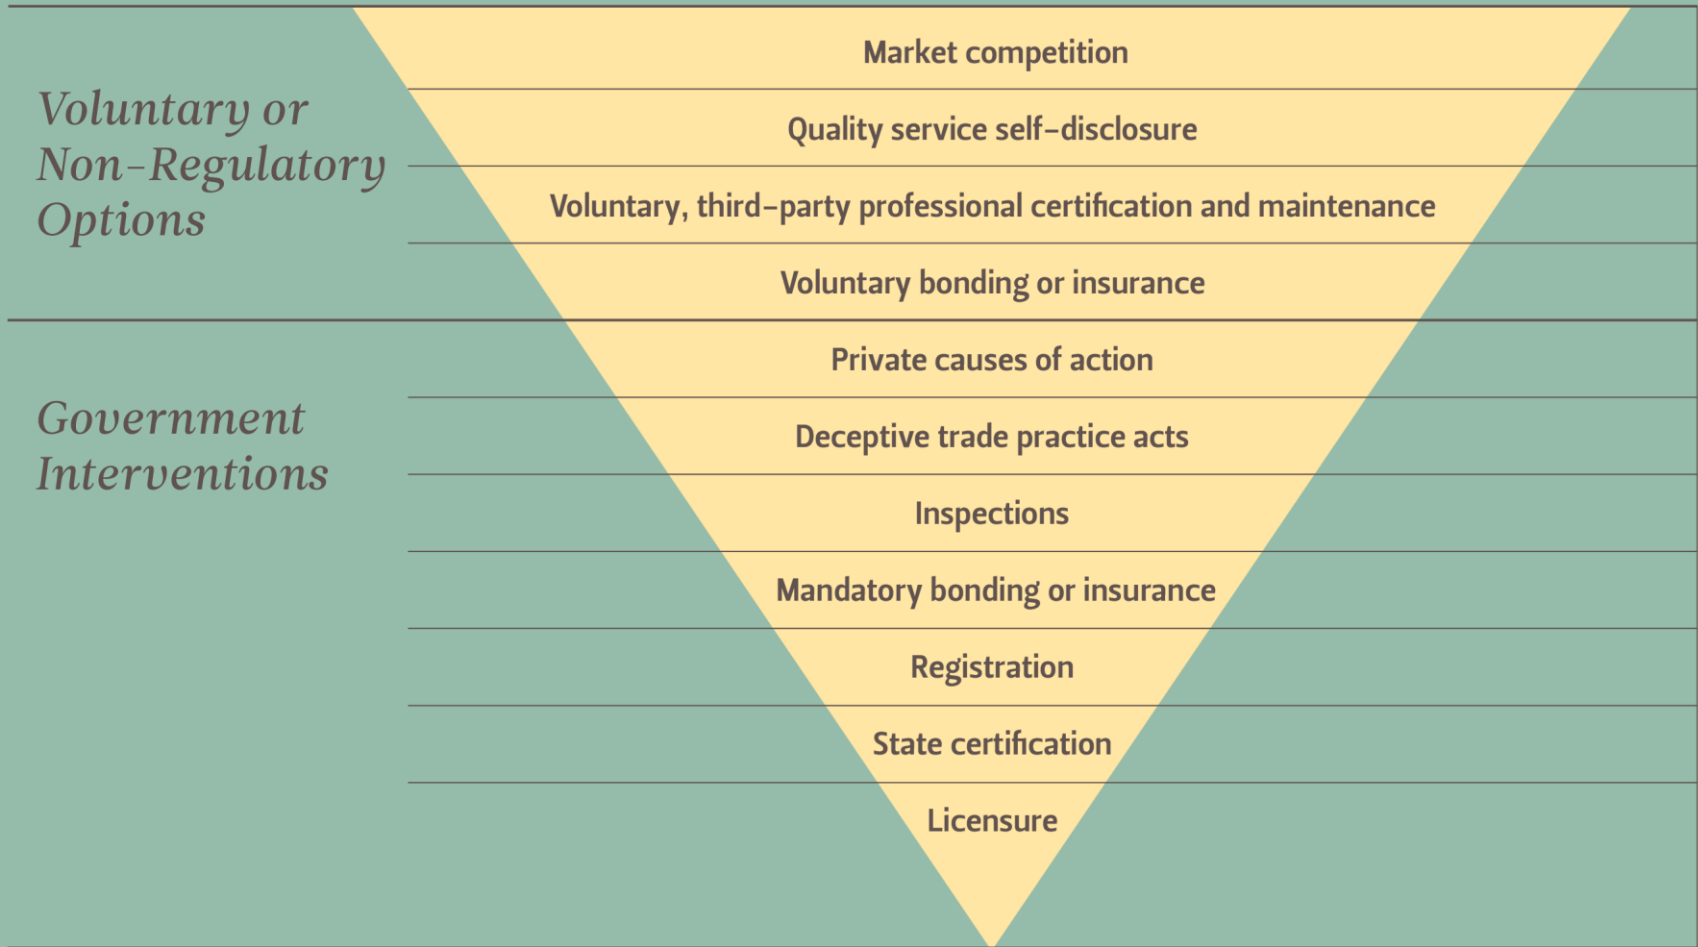 Voluntary or
Non-Regulatory
Options
Market competition
Quality service self-disclosure
Voluntary, third-party professional certification and maintenance
Voluntary bonding or insurance
Government
Interventions
Private causes of action
Deceptive trade practice acts
Inspections
Mandatory bonding or insurance
Registration
State certification
Licensure